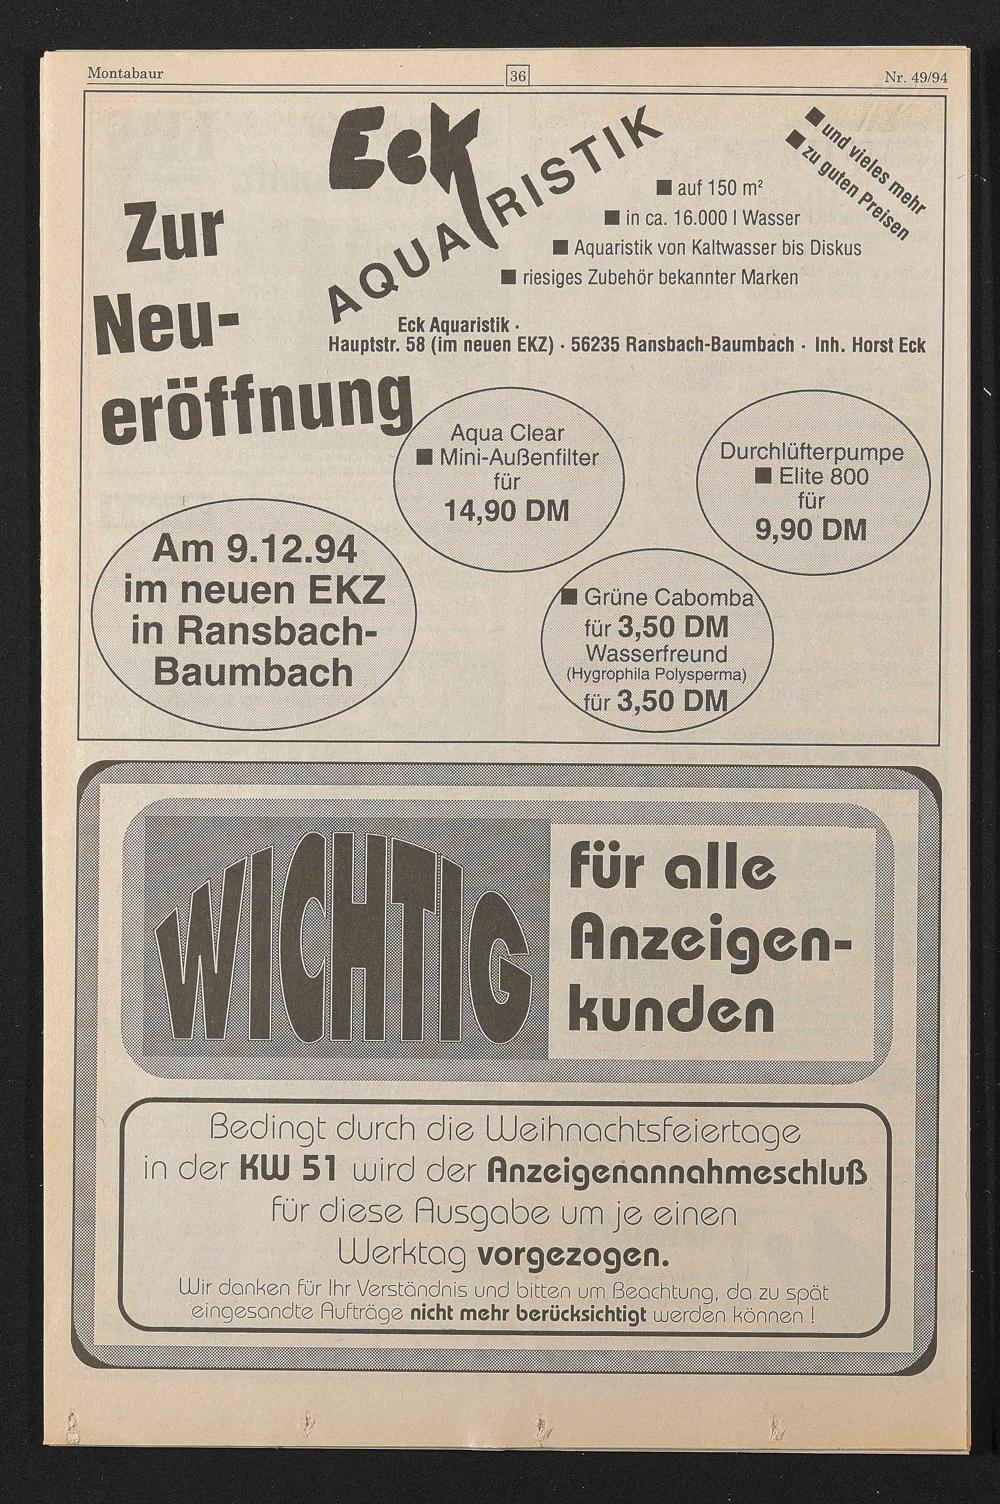 Montabaur
36
Nr. 49/94
Eck
AQUARISTIK
Zur
Neu-
eröffnung
■ auf 150 m²
■ in ca. 16.000 l Wasser
■ Aquaristik von Kaltwasser bis Diskus
■ riesiges Zubehör bekannter Marken
■ und vieles mehr
■ zu guten Preisen
Eck Aquaristik ·
Hauptstr. 58 (im neuen EKZ) · 56235 Ransbach-Baumbach · Inh. Horst Eck
Aqua Clear
■ Mini-Außenfilter
für
14,90 DM
Durchlüfterpumpe
■ Elite 800
für
9,90 DM
Am 9.12.94
im neuen EKZ
in Ransbach-
Baumbach
■ Grüne Cabomba
für 3,50 DM
Wasserfreund
(Hygrophila Polysperma)
für 3,50 DM
WICHTIG
für alle
Anzeigen-
kunden
Bedingt durch die Weihnachtsfeiertage
in der KW 51 wird der Anzeigenannahmeschluß
für diese Ausgabe um je einen
Werktag vorgezogen.
Wir danken für Ihr Verständnis und bitten um Beachtung, da zu spät
eingesandte Aufträge nicht mehr berücksichtigt werden können !